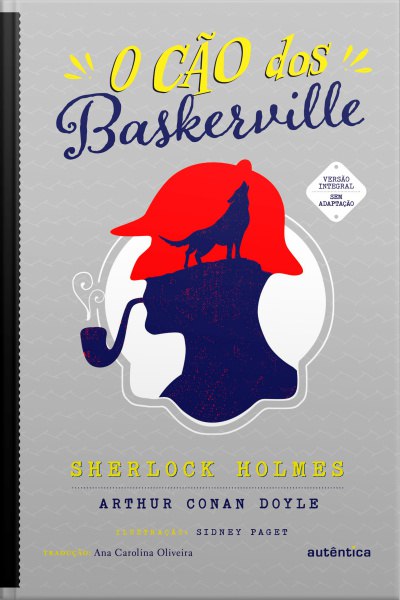 O CÃO dos
Baskerville
VERSÃO
INTEGRAL
SEM
ADAPTAÇÃO
SHERLOCK HOLMES
ARTHUR CONAN DOYLE
ILUSTRAÇÃO: SIDNEY PAGET
TRADUÇÃO: Ana Carolina Oliveira
autêntica